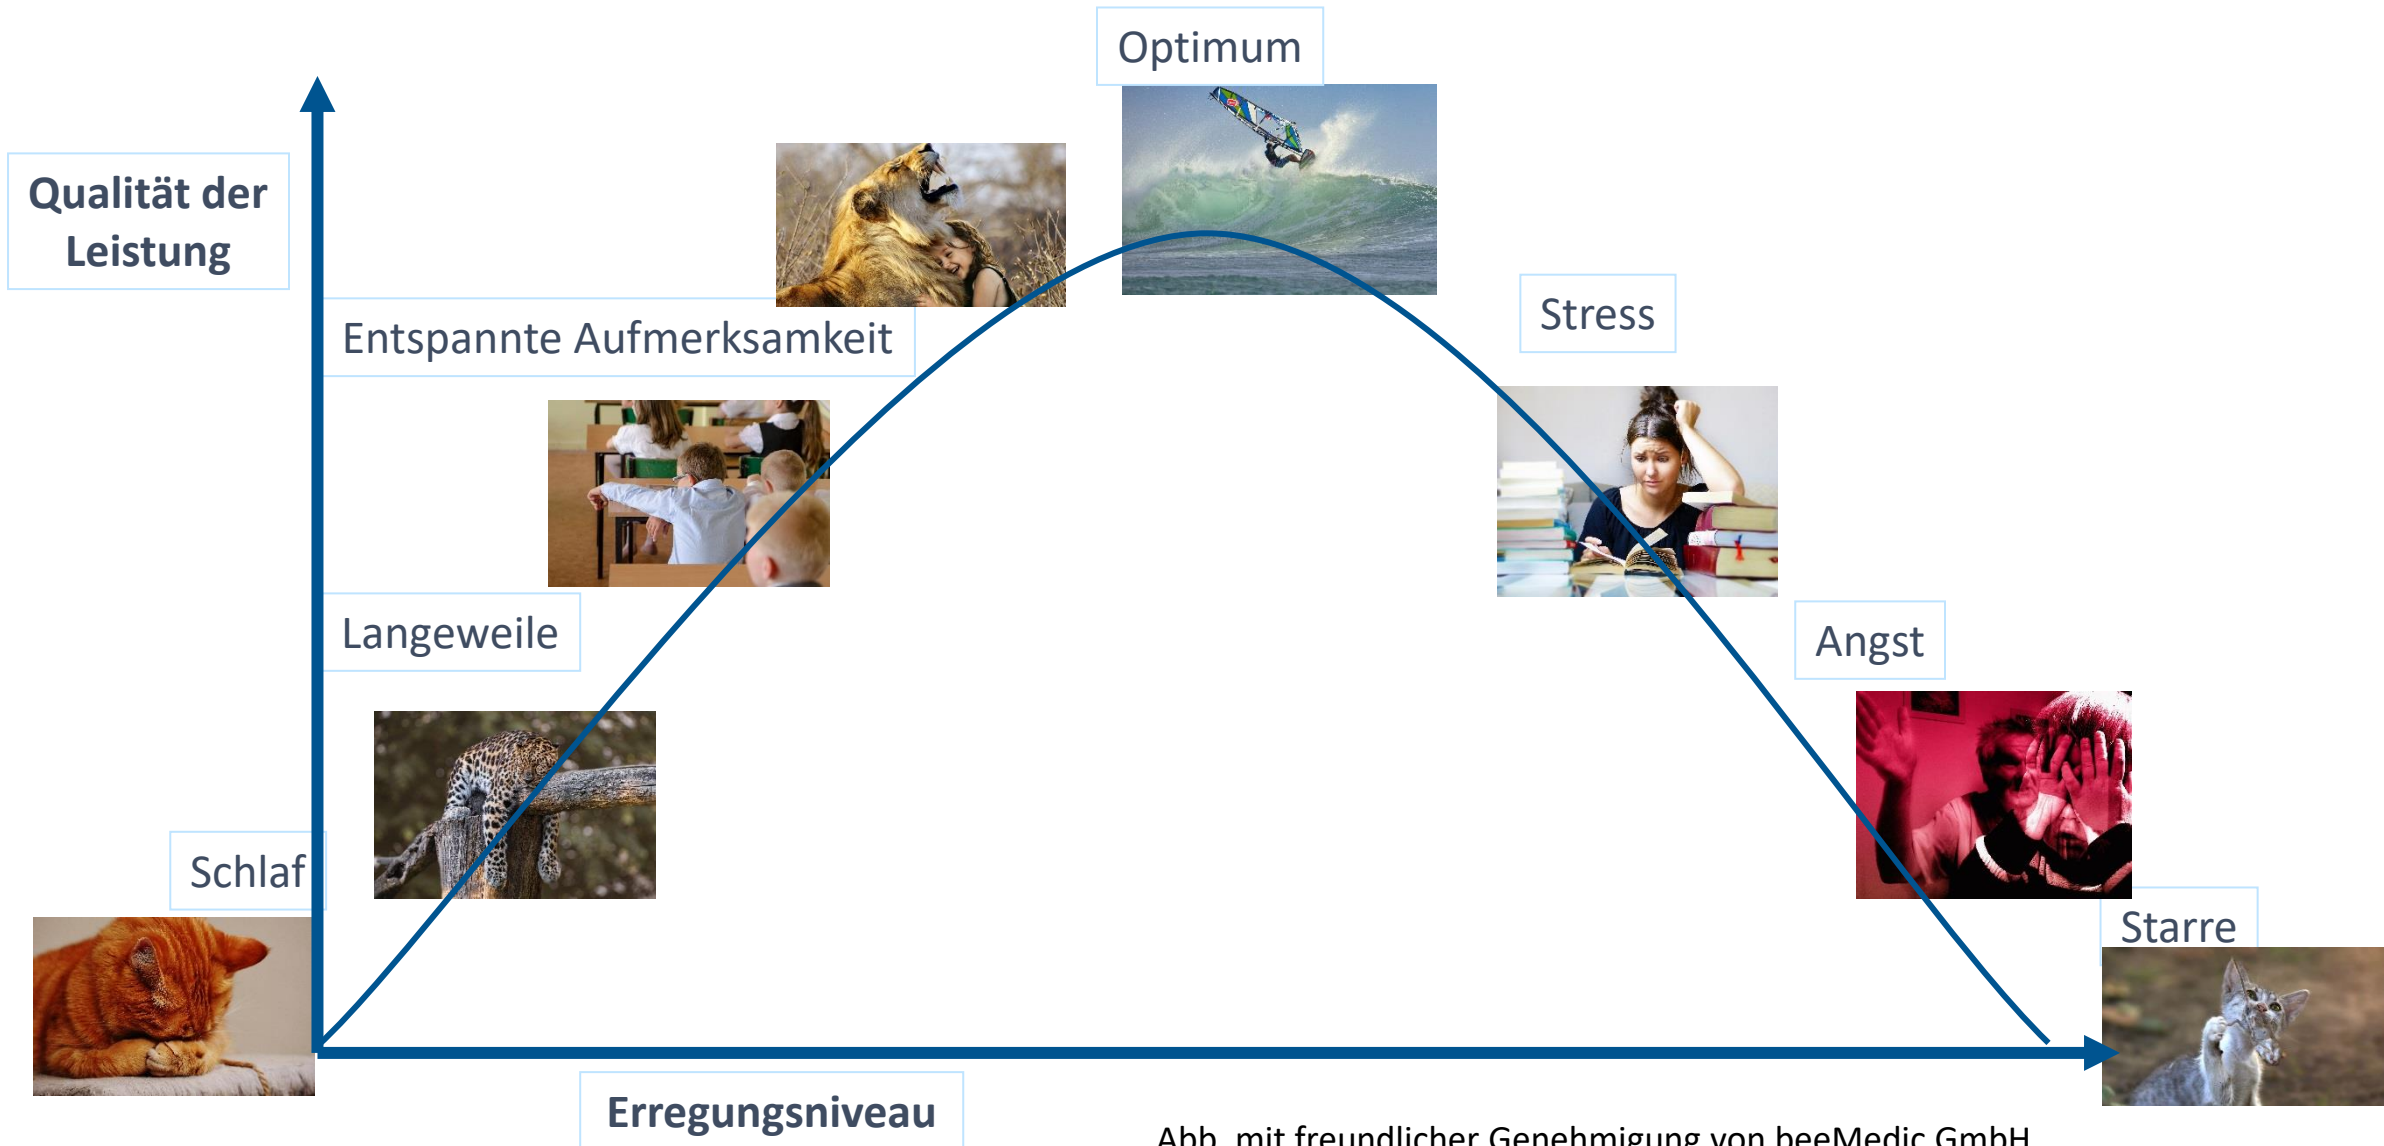 Optimum
Qualität der
Leistung
Entspannte Aufmerksamkeit
Stress
Langeweile
Angst
Schlaf
Starre
Erregungsniveau
Abb. mit freundlicher Genehmigung von beeMedic GmbH